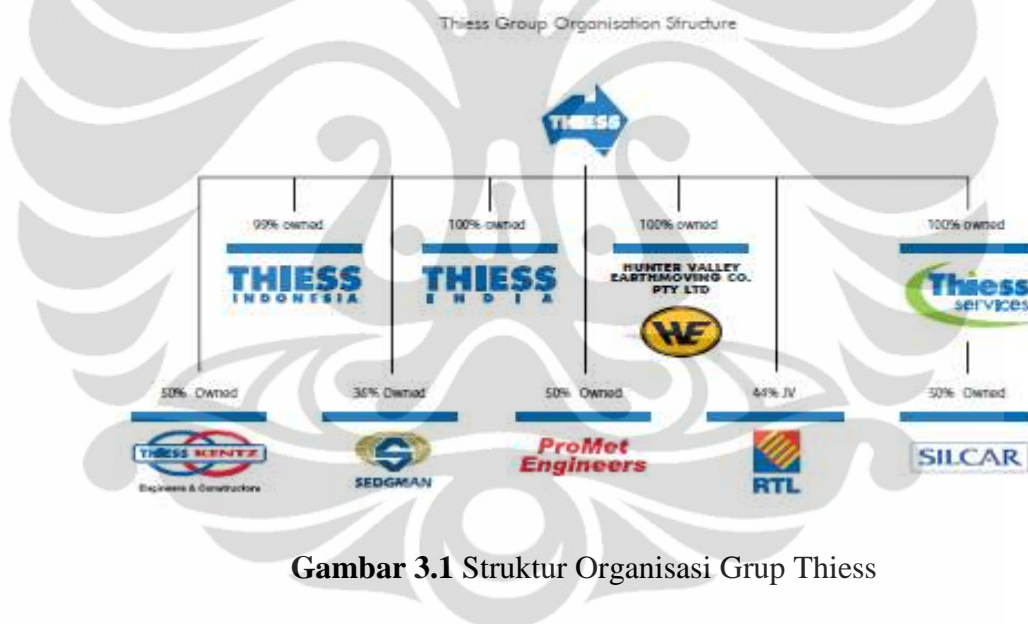 Thiess Group Organisation Structure
THIESS
99% owned
100% owned
100% owned
100% owned
THIESS
INDONESIA
THIESS
INDIA
HUNTER VALLEY
EARTHMOVING CO.
PTY LTD
HE
Thiess
services
50% Owned
36% Owned
50% Owned
44% JV
50% Owned
THIESS KENTZ
Engineers & Constructors
S
SEDGMAN
ProMet
Engineers
RTL
SILCAR
Gambar 3.1 Struktur Organisasi Grup Thiess